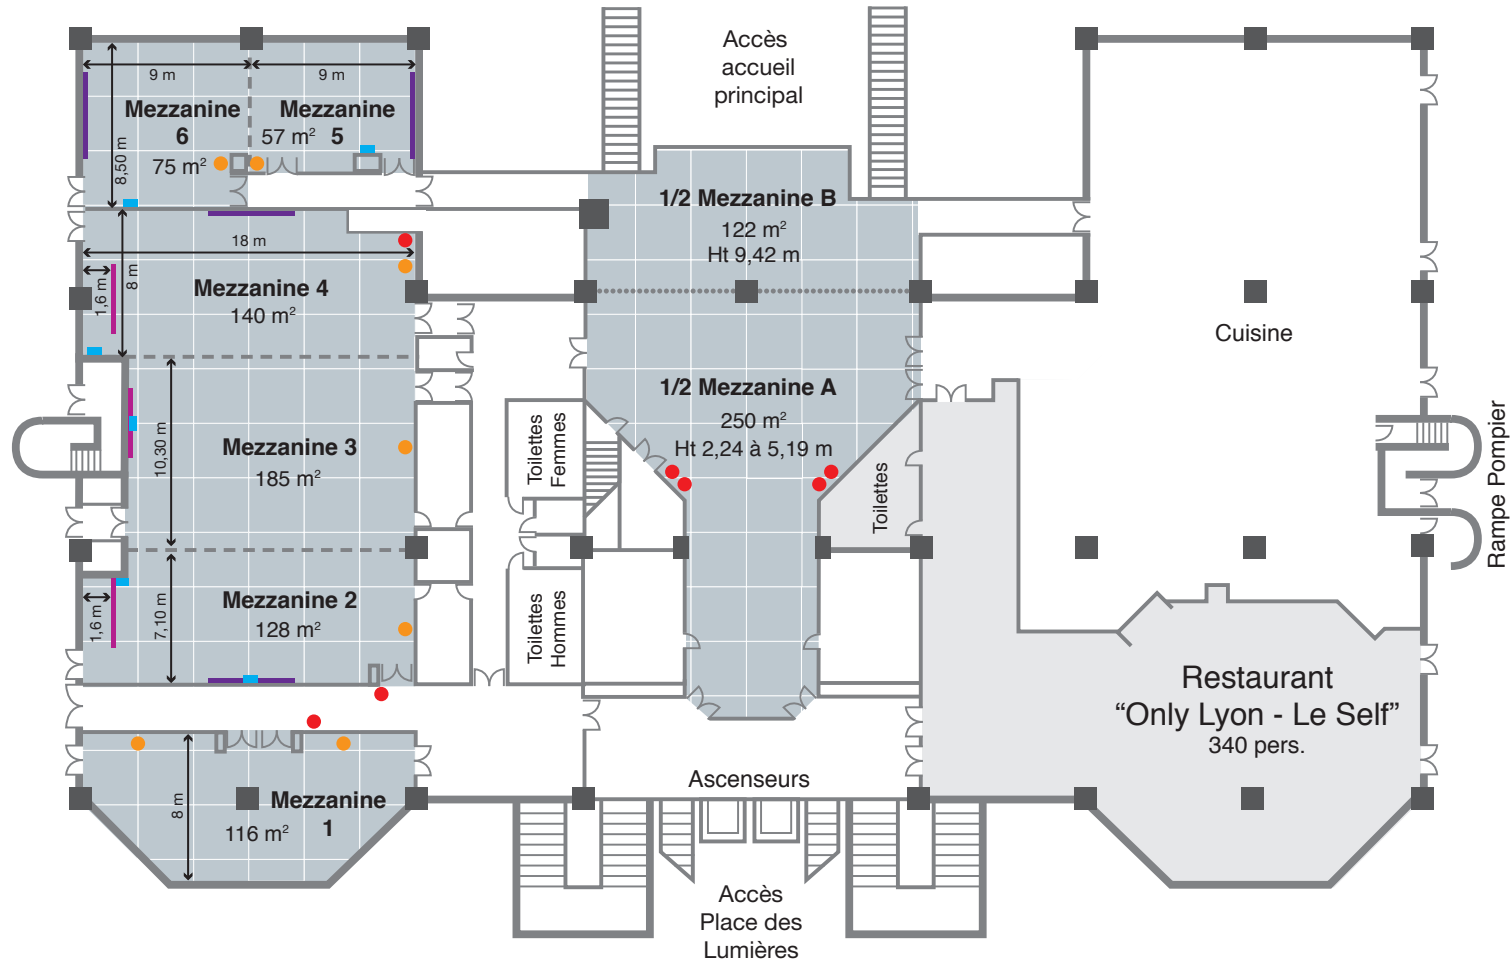 Accès
accueil
principal
9 m
9 m
Mezzanine
6
75 m²
Mezzanine
57 m² 5
8,50 m
1/2 Mezzanine B
122 m²
Ht 9,42 m
18 m
8 m
1,6 m
Mezzanine 4
140 m²
Cuisine
1/2 Mezzanine A
250 m²
Ht 2,24 à 5,19 m
10,30 m
Mezzanine 3
185 m²
Toilettes
Femmes
Toilettes
Rampe Pompier
1,6 m
7,10 m
Mezzanine 2
128 m²
Toilettes
Hommes
Restaurant
“Only Lyon - Le Self”
340 pers.
Ascenseurs
8 m
Mezzanine
1
116 m²
Accès
Place des
Lumières